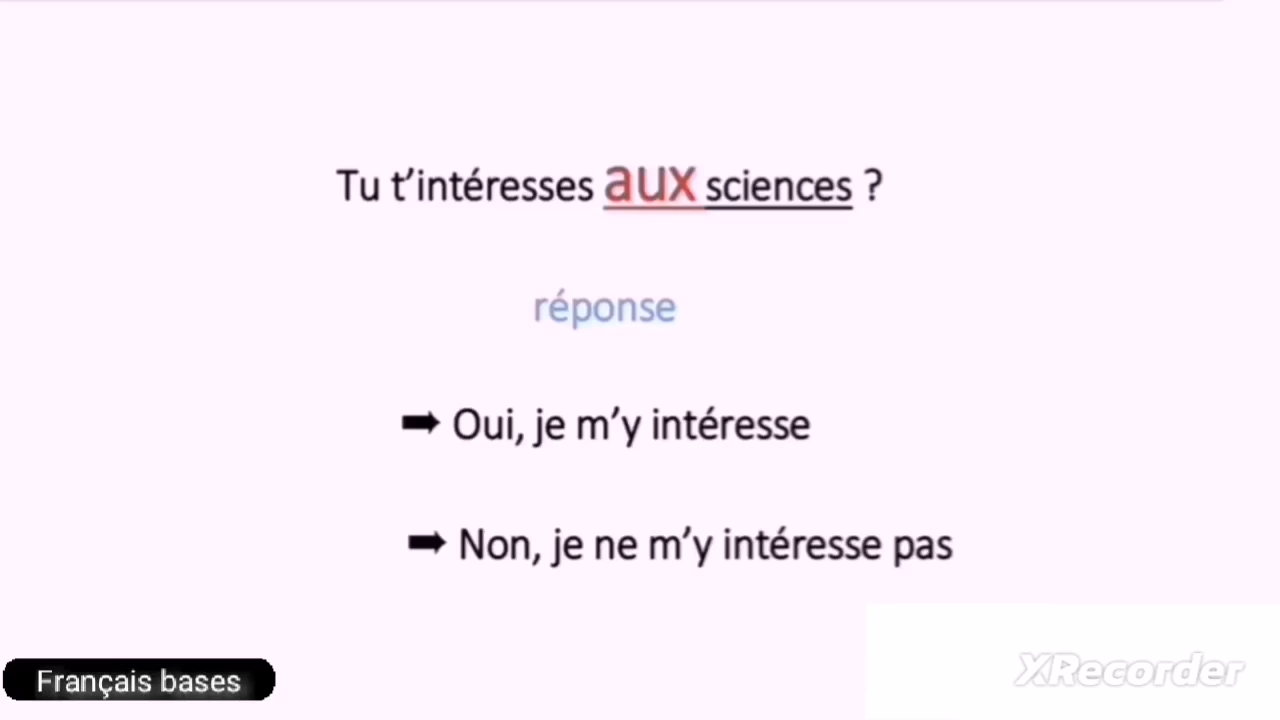 Tu t'intéresses aux sciences ?
réponse
➡ Oui, je m'y intéresse
➡ Non, je ne m'y intéresse pas
Français bases
XRecorder